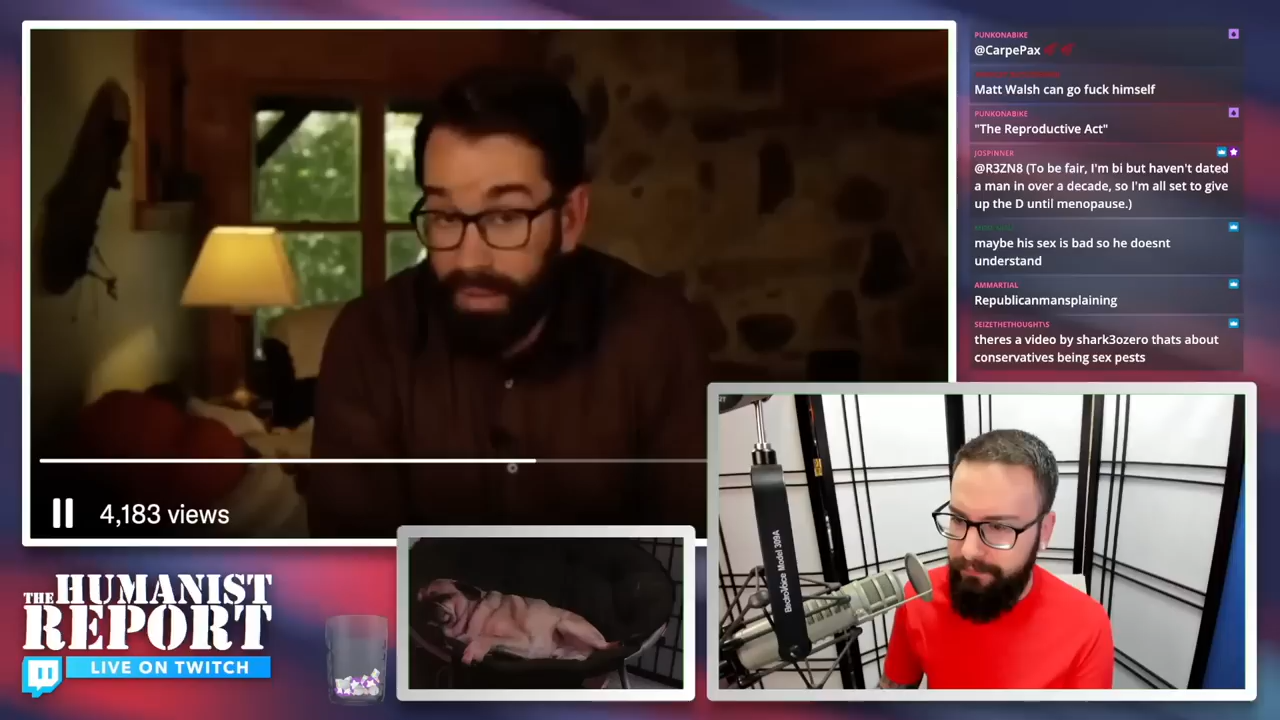 PUNKONABIKE
@CarpePax
Matt Walsh can go fuck himself
PUNKONABIKE
"The Reproductive Act"
JOSPINNER
@R3ZN8 (To be fair, I'm bi but haven't dated
a man in over a decade, so I'm all set to give
up the D until menopause.)
maybe his sex is bad so he doesnt
understand
AMMARTIAL
Republicanmansplaining
SEIZETHETHOUGHTS
theres a video by shark3ozero thats about
conservatives being sex pests
4,183 views
ElectroVoice Model 309A
THE HUMANIST
REPORT
LIVE ON TWITCH